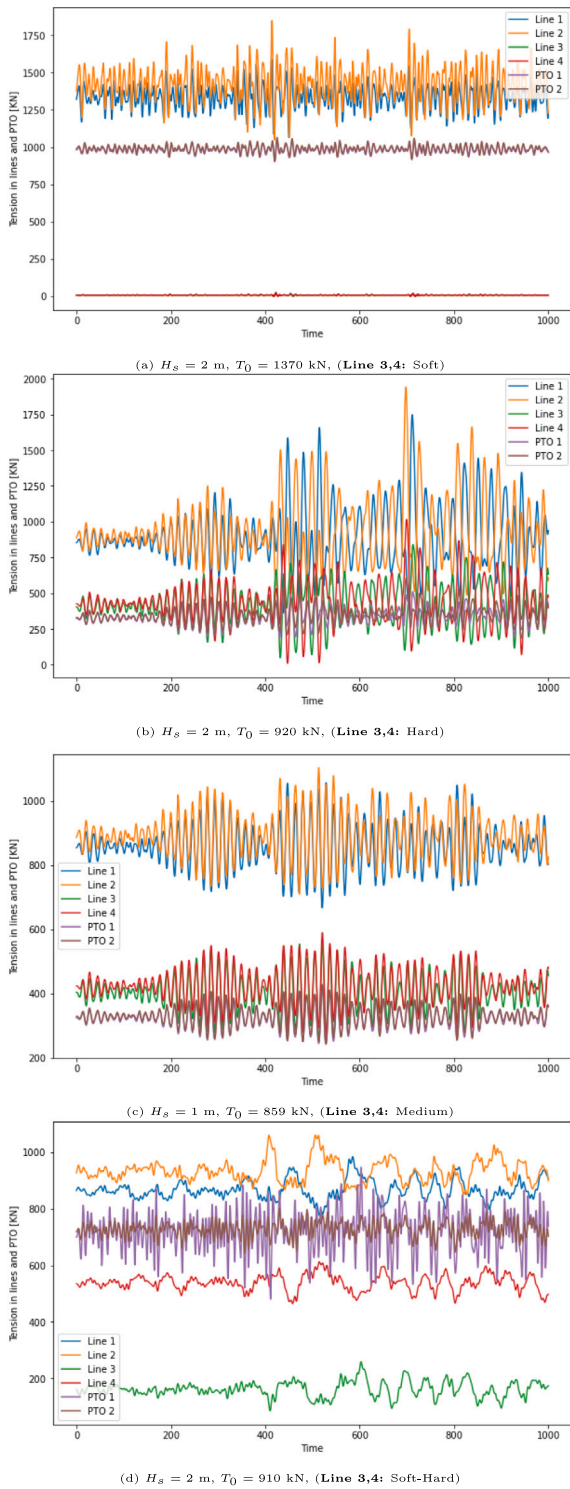 Tension in lines and PTO [KN]
1750
1500
1250
1000
750
500
250
0
Line 1
Line 2
Line 3
Line 4
PTO 1
PTO 2
0 200 400 600 800 1000
Time
(a) Hs = 2 m, T0 = 1370 kN, (Line 3,4: Soft)
Tension in lines and PTO [KN]
2000
1750
1500
1250
1000
750
500
250
0
Line 1
Line 2
Line 3
Line 4
PTO 1
PTO 2
0 200 400 600 800 1000
Time
(b) Hs = 2 m, T0 = 920 kN, (Line 3,4: Hard)
Tension in lines and PTO [KN]
1000
800
600
400
200
Line 1
Line 2
Line 3
Line 4
PTO 1
PTO 2
0 200 400 600 800 1000
Time
(c) Hs = 1 m, T0 = 859 kN, (Line 3,4: Medium)
Tension in lines and PTO [KN]
1000
800
600
400
200
Line 1
Line 2
Line 3
Line 4
PTO 1
PTO 2
0 200 400 600 800 1000
Time
(d) Hs = 2 m, T0 = 910 kN, (Line 3,4: Soft-Hard)